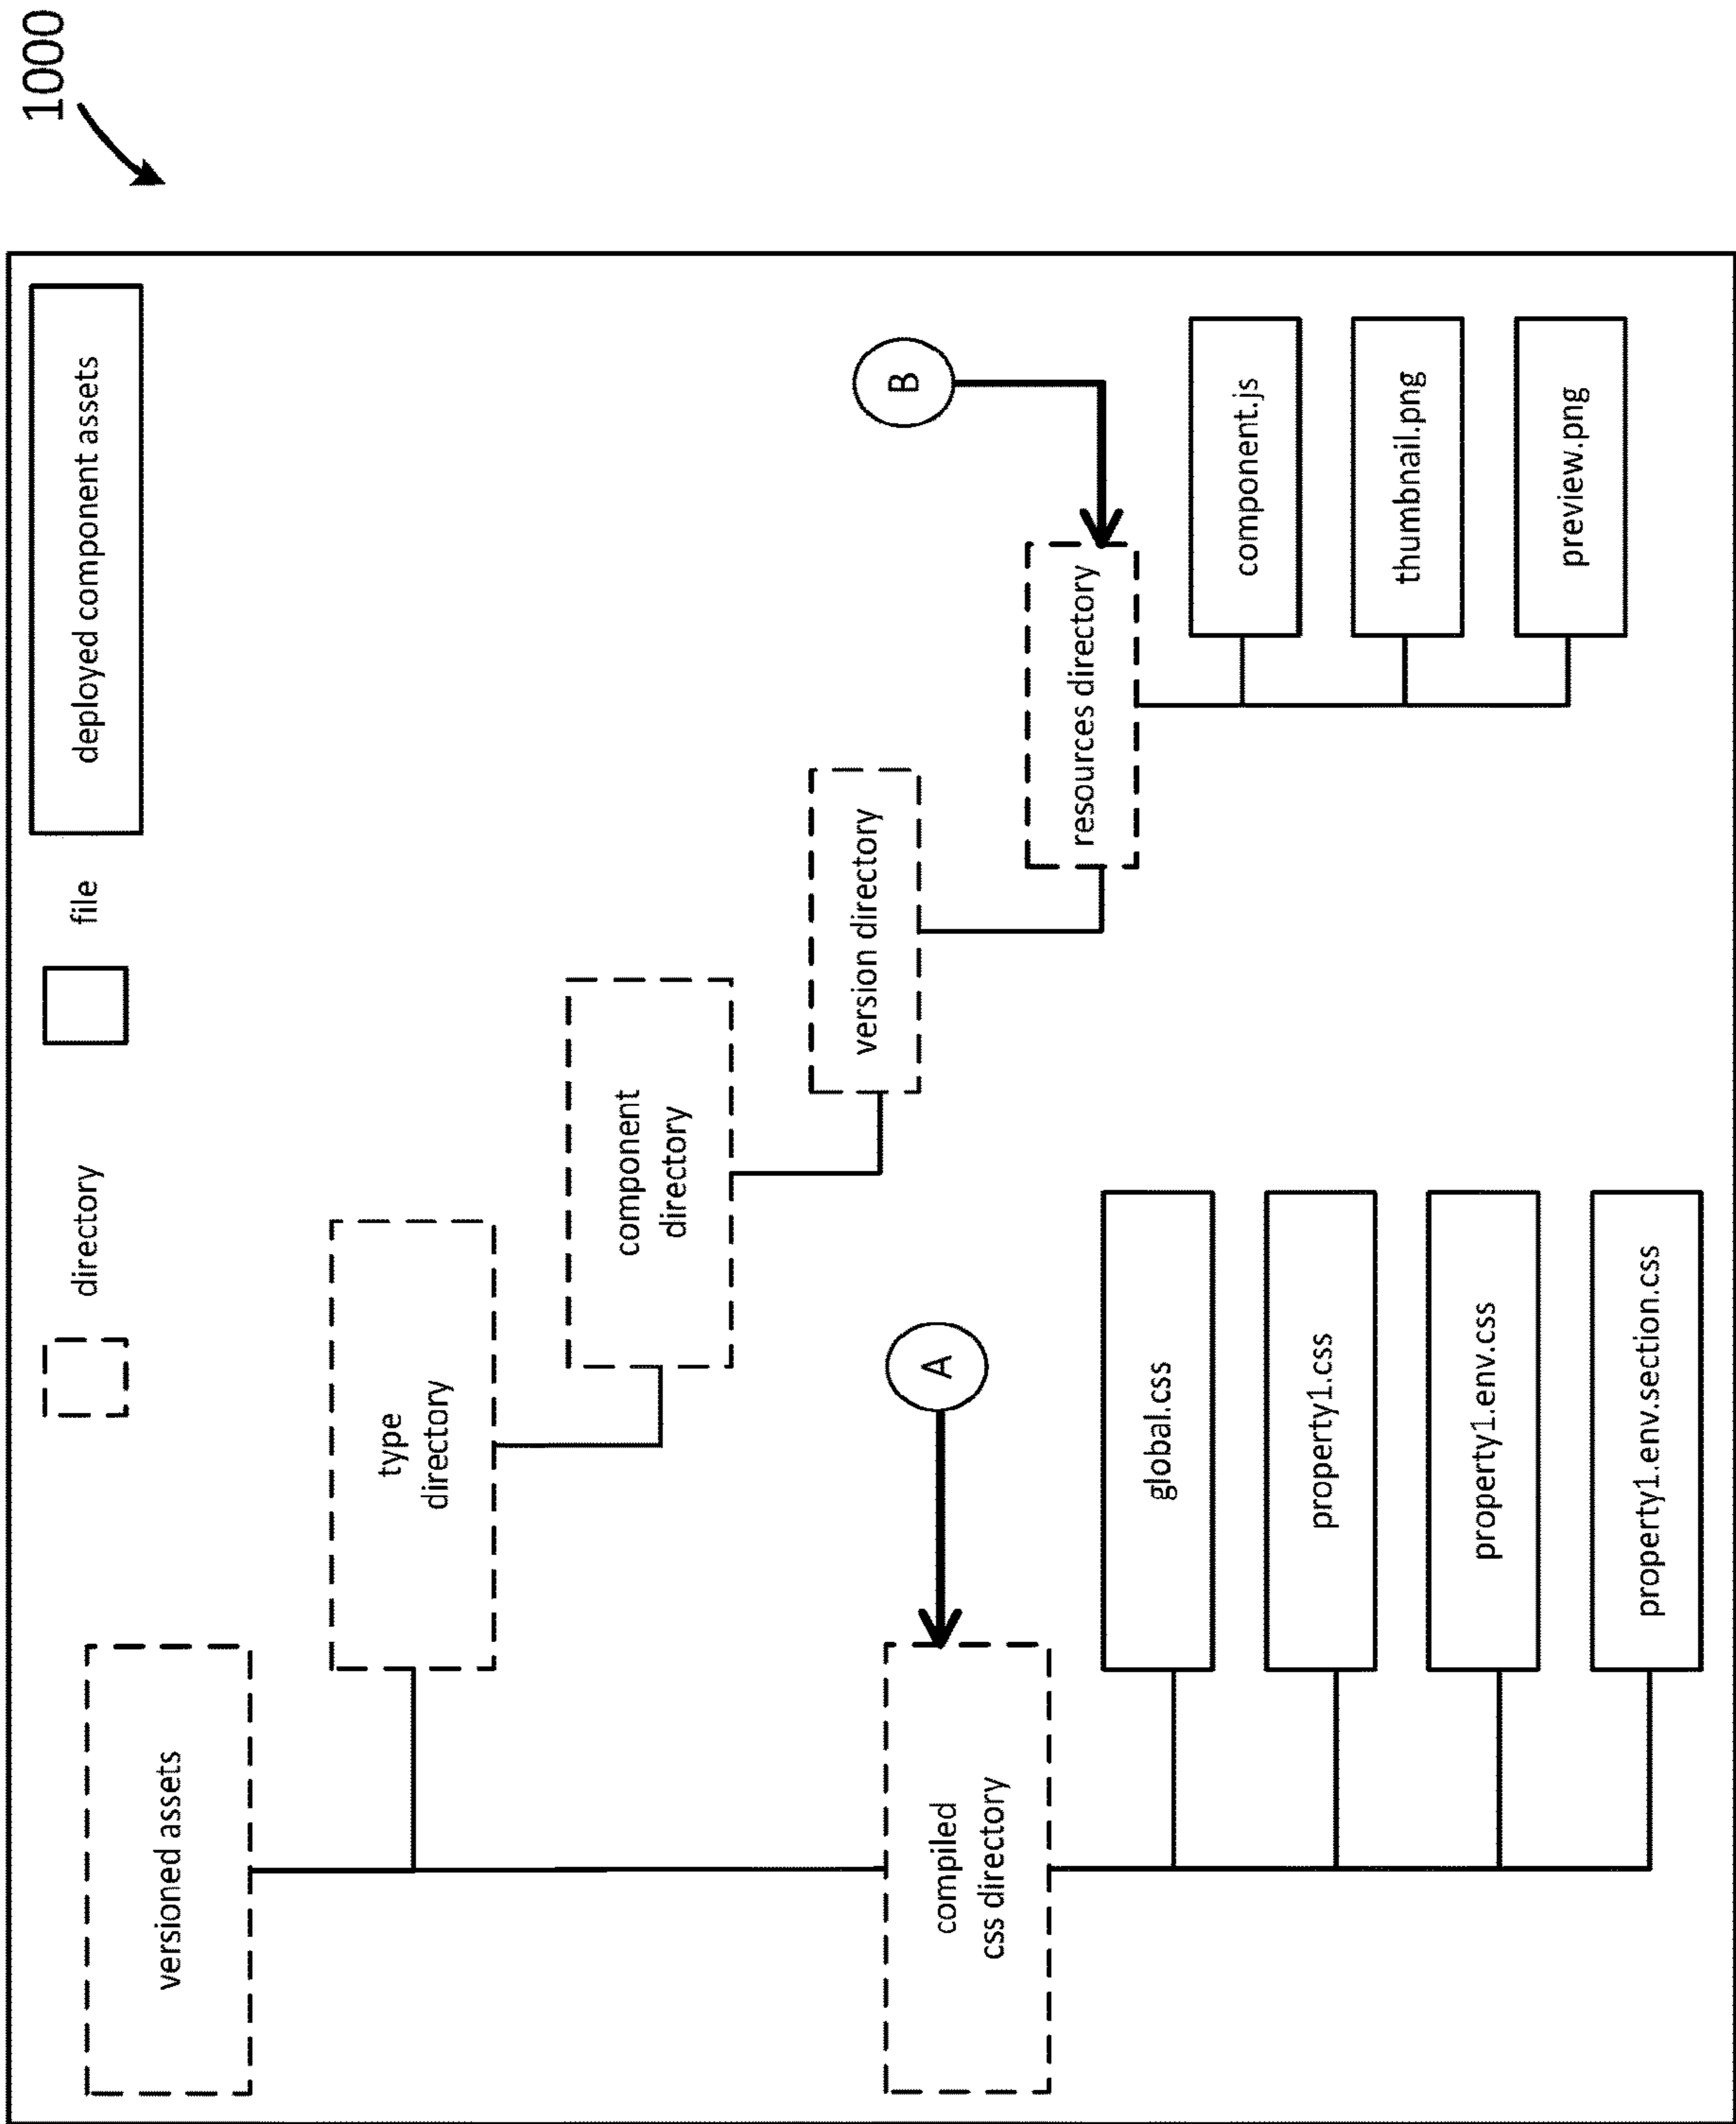 1000
directory
file
deployed component assets
versioned assets
type
directory
component
directory
version directory
B
A
compiled
css directory
resources directory
global.css
property1.css
property1.env.css
property1.env.section.css
component.js
thumbnail.png
preview.png